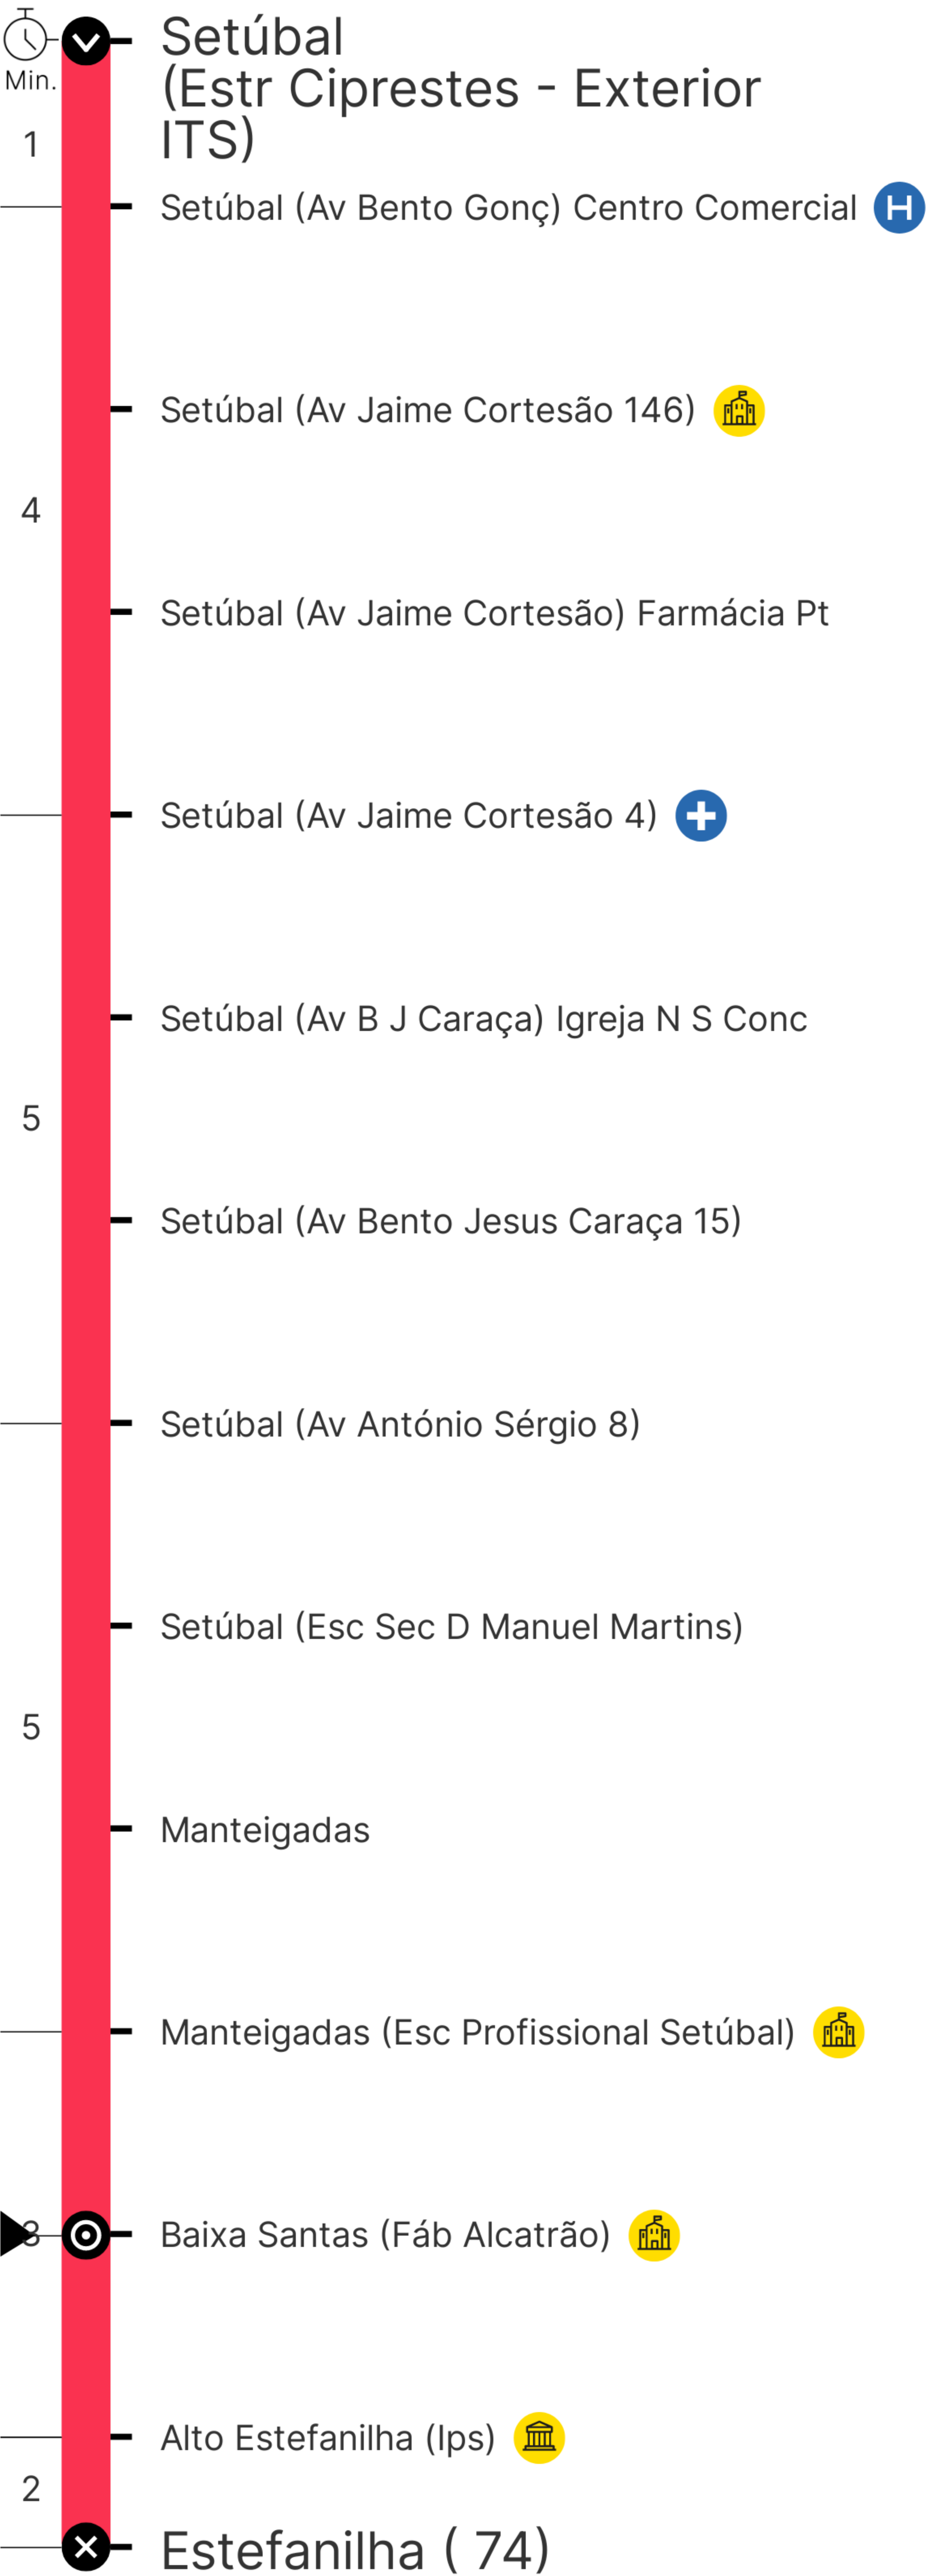 Min.
Setúbal
(Estr Ciprestes - Exterior
ITS)
1
Setúbal (Av Bento Gonç) Centro Comercial H
Setúbal (Av Jaime Cortesão 146)
4
Setúbal (Av Jaime Cortesão) Farmácia Pt
Setúbal (Av Jaime Cortesão 4)
Setúbal (Av B J Caraça) Igreja N S Conc
5
Setúbal (Av Bento Jesus Caraça 15)
Setúbal (Av António Sérgio 8)
Setúbal (Esc Sec D Manuel Martins)
5
Manteigadas
Manteigadas (Esc Profissional Setúbal)
3
Baixa Santas (Fáb Alcatrão)
Alto Estefanilha (Ips)
2
Estefanilha ( 74)